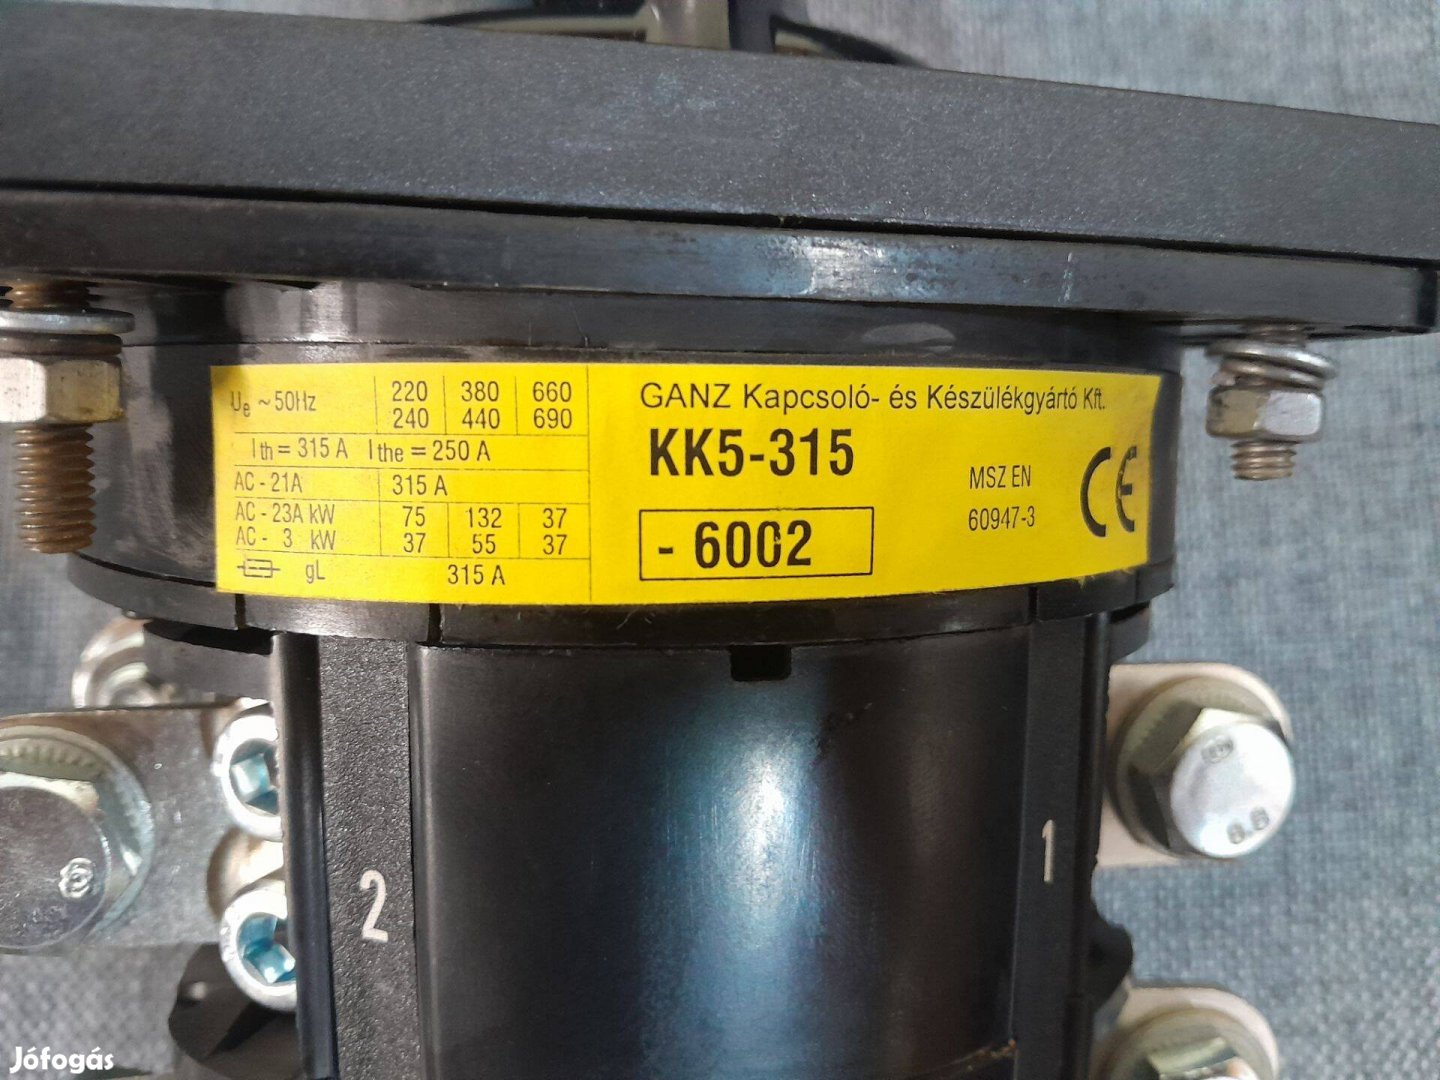 Ue ~ 50Hz 220 380 660
240 440 690
Ith = 315 A Ithe = 250 A
AC - 21A 315 A
AC - 23A kW 75 132 37
AC - 3 kW 37 55 37
gL 315 A
GANZ Kapcsoló- és Készülékgyártó Kft.
KK5-315
MSZ EN
60947-3
CE
- 6002
2
1
8.8
Jófogás